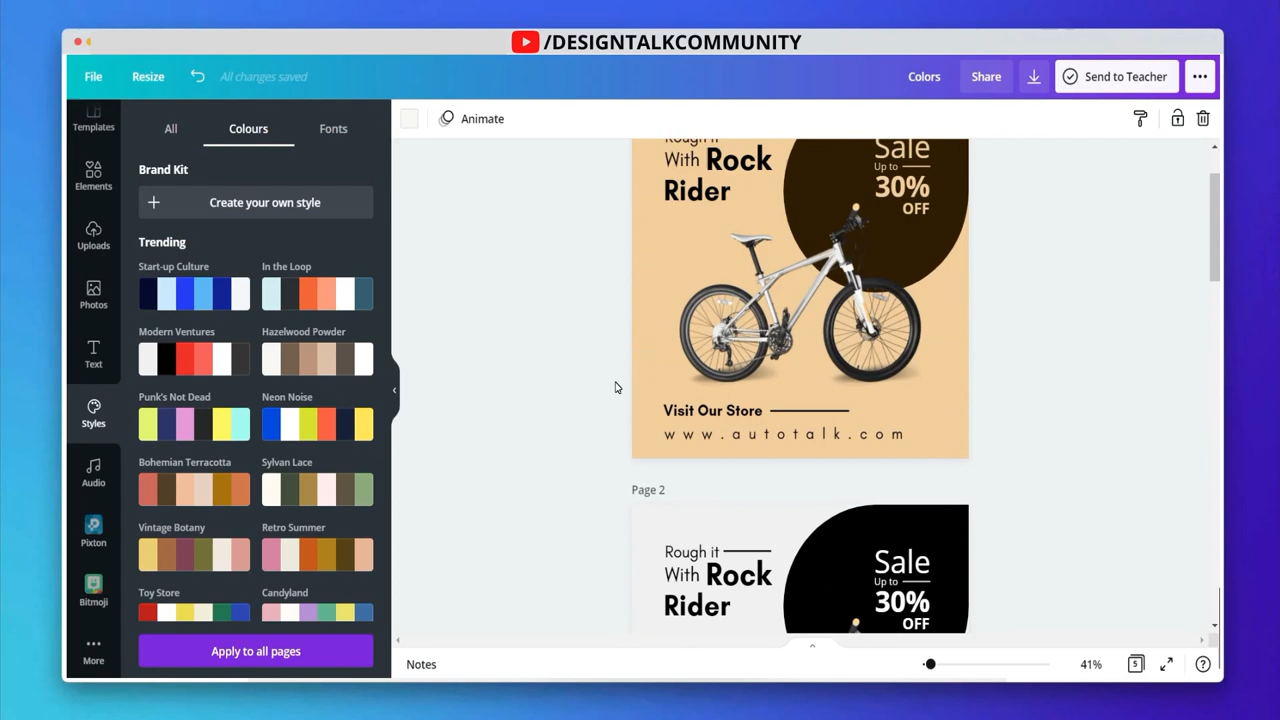 /DESIGNTALKCOMMUNITY
File
Resize
All changes saved
Colors
Share
Send to Teacher
Templates
Elements
Uploads
Photos
Text
Styles
Audio
Pixton
Bitmoji
More
All
Colours
Fonts
Brand Kit
Create your own style
Trending
Start-up Culture
In the Loop
Modern Ventures
Hazelwood Powder
Punk's Not Dead
Neon Noise
Bohemian Terracotta
Sylvan Lace
Vintage Botany
Retro Summer
Toy Store
Candyland
Apply to all pages
Animate
Rough it
With Rock
Rider
Sale
Up to
30%
OFF
Visit Our Store
www.autotalk.com
Page 2
Rough it
With Rock
Rider
Sale
Up to
30%
OFF
Notes
41%
5